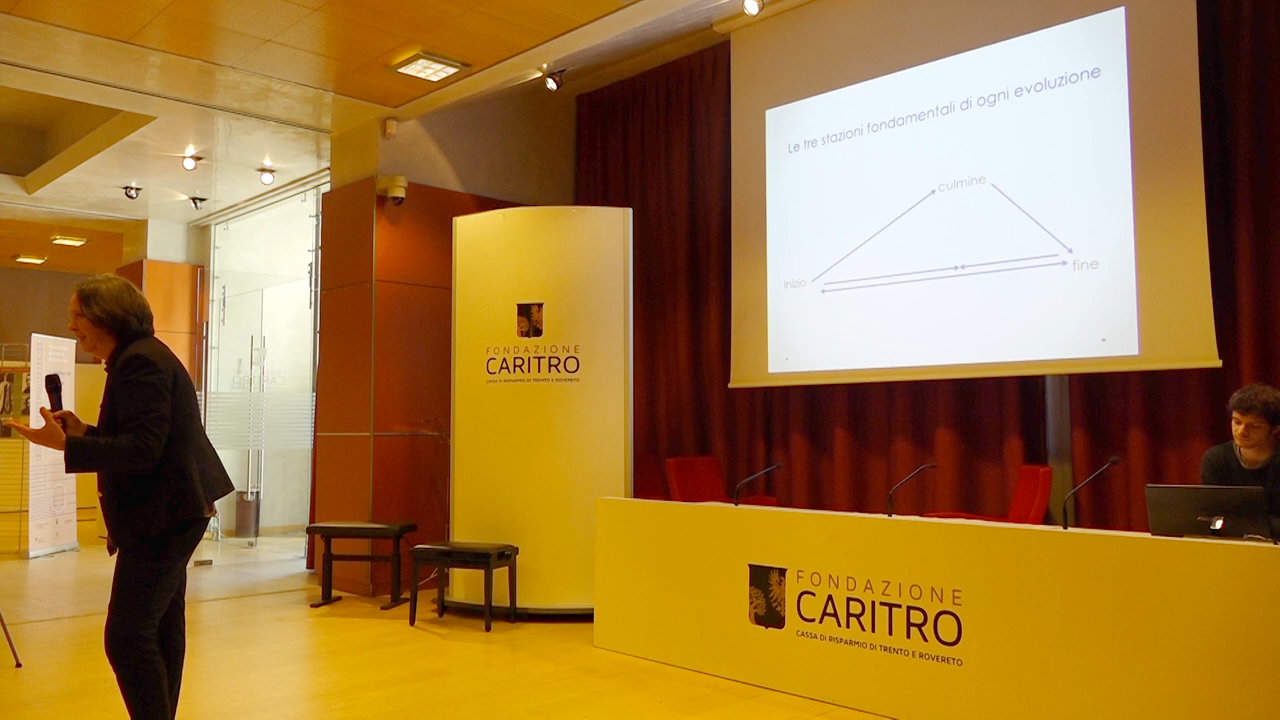 Le tre stazioni fondamentali di ogni evoluzione
culmine
Inizio
fine
FONDAZIONE
CARITRO
CASSA DI RISPARMIO DI TRENTO E ROVERETO
FONDAZIONE
CARITRO
CASSA DI RISPARMIO DI TRENTO E ROVERETO